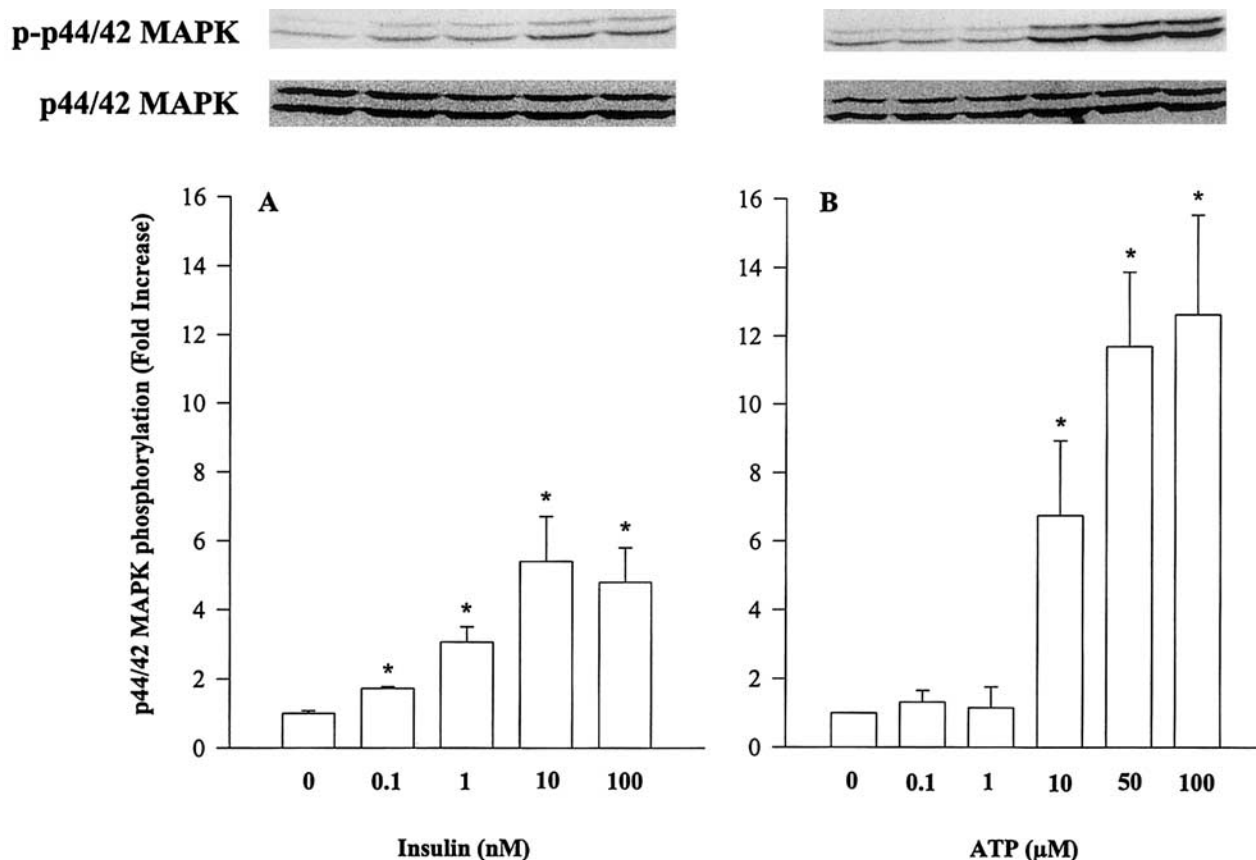 p-p44/42 MAPK
p44/42 MAPK
p44/42 MAPK phosphorylation (Fold Increase)
A
16
14
12
10
8
6
4
2
0
*
*
*
*
0 0.1 1 10 100
Insulin (nM)
B
16
14
12
10
8
6
4
2
0
*
*
*
0 0.1 1 10 50 100
ATP (µM)